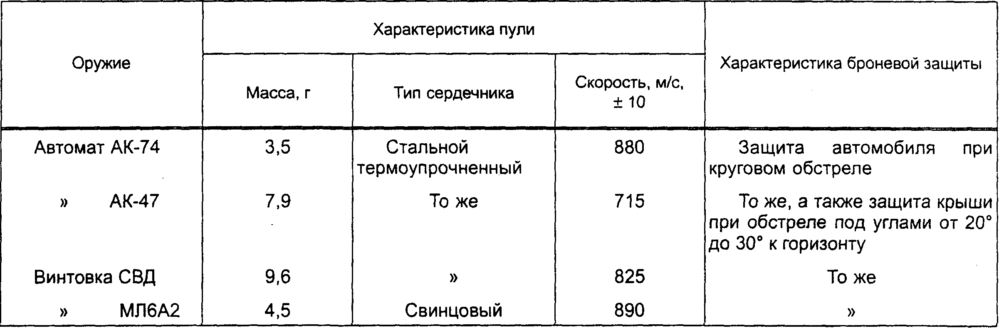 Оружие
Характеристика пули
Характеристика броневой защиты
Масса, г
Тип сердечника
Скорость, м/с,
± 10
Автомат АК-74
3,5
Стальной
термоупрочненный
880
Защита автомобиля при
круговом обстреле
» АК-47
7,9
То же
715
То же, а также защита крыши
при обстреле под углами от 20°
до 30° к горизонту
Винтовка СВД
9,6
»
825
То же
» МЛ6А2
4,5
Свинцовый
890
»